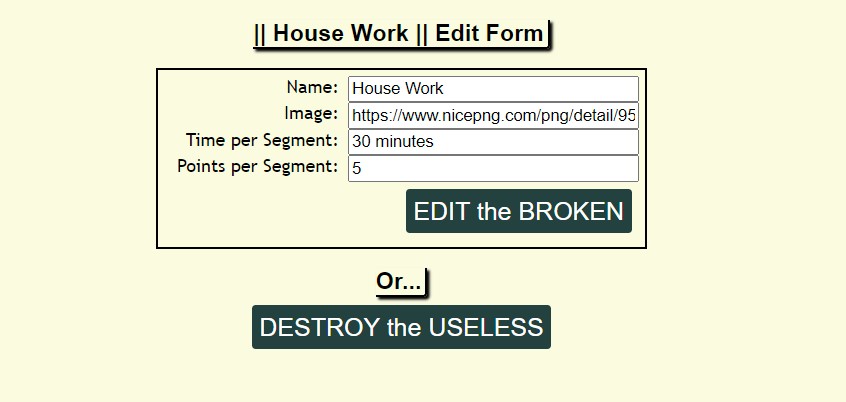 || House Work || Edit Form
Name: House Work
Image: https://www.nicepng.com/png/detail/95
Time per Segment: 30 minutes
Points per Segment: 5
EDIT the BROKEN
Or...
DESTROY the USELESS